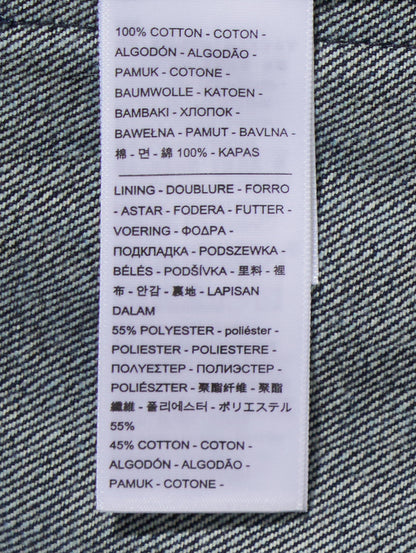 100% COTTON - COTON -
ALGODÓN - ALGODÃO -
PAMUK - COTONE -
BAUMWOLLE - KATOEN -
BAMBAKI - ХЛОПОК -
BAWEŁNA - PAMUT - BAVLNA -
棉 - 면 - 綿 100% - KAPAS
LINING - DOUBLURE - FORRO
- ASTAR - FODERA - FUTTER -
VOERING - ΦΟΔΡΑ -
ПОДКЛАДКА - PODSZEWKA -
BÉLÉS - PODŠÍVKA - 里料 - 裡
布 - 안감 - 裏地 - LAPISAN
DALAM
55% POLYESTER - poliéster -
POLIESTER - POLIESTERE -
ΠΟΛΥΕΣΤΕΡ - ПОЛИЭСТЕР -
POLIÉSZTER - 聚酯纤维 - 聚酯
纖維 - 폴리에스터 - ポリエステル
55%
45% COTTON - COTON -
ALGODÓN - ALGODÃO -
PAMUK - COTONE -